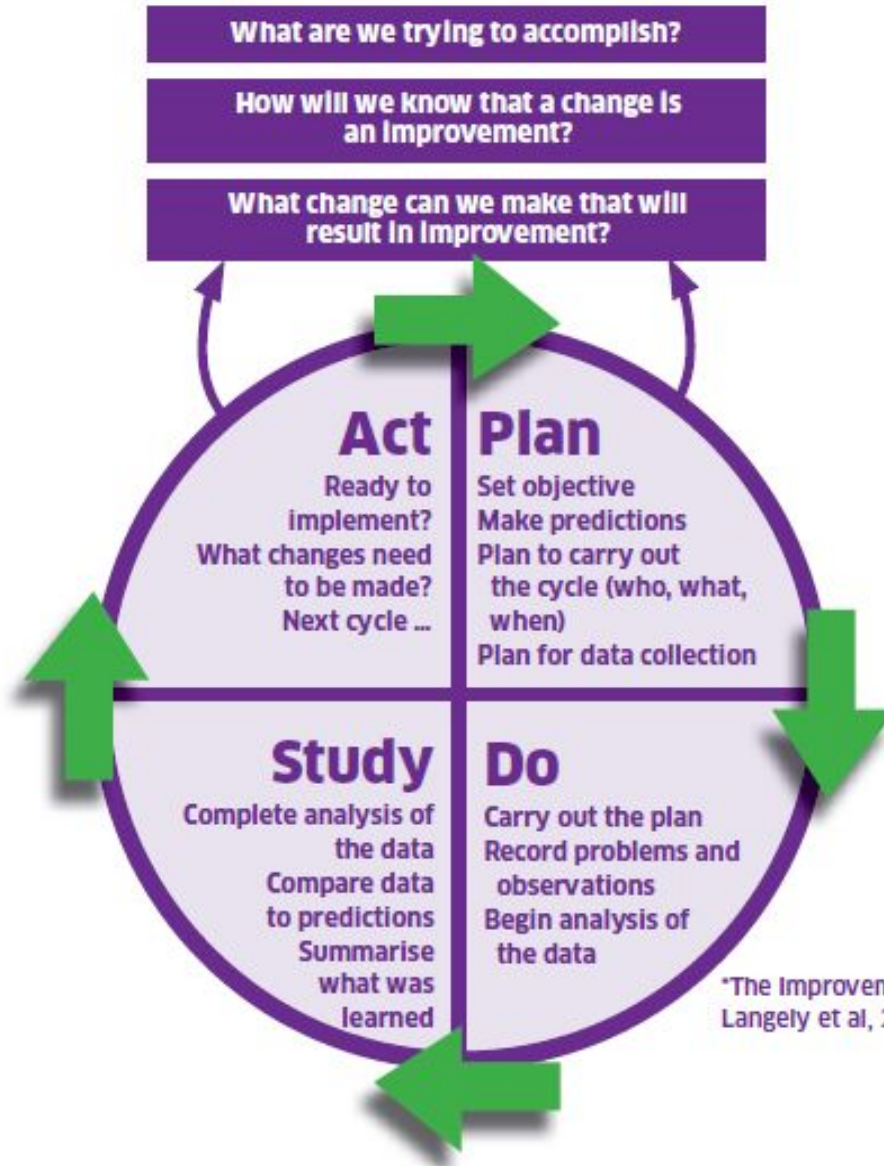 What are we trying to accomplish?
How will we know that a change is
an improvement?
What change can we make that will
result in improvement?
Act
Ready to
implement?
What changes need
to be made?
Next cycle ...
Plan
Set objective
Make predictions
Plan to carry out
the cycle (who, what,
when)
Plan for data collection
Study
Complete analysis of
the data
Compare data
to predictions
Summarise
what was
learned
Do
Carry out the plan
Record problems and
observations
Begin analysis of
the data
*The
Langely et al,